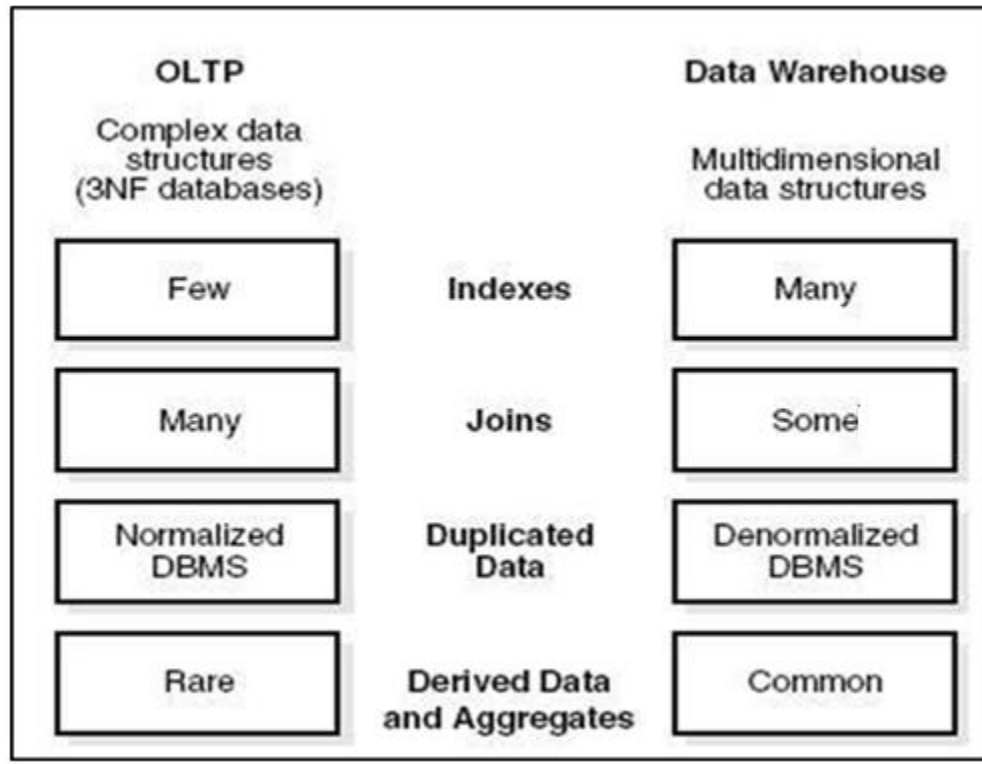 OLTP
Data Warehouse
Complex data
structures
(3NF databases)
Multidimensional
data structures
Few
Indexes
Many
Many
Joins
Some
Normalized
DBMS
Duplicated
Data
Denormalized
DBMS
Rare
Derived Data
and Aggregates
Common